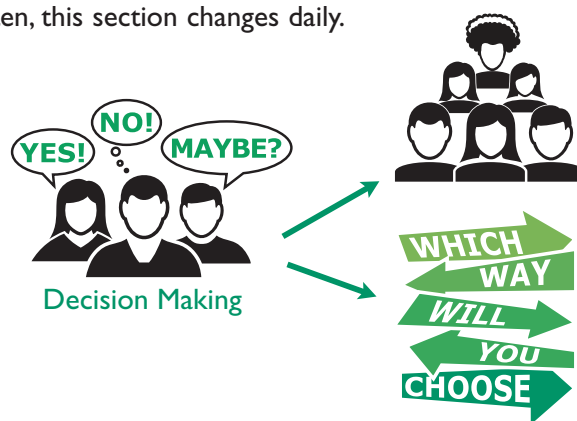 en, this section changes daily.
NO!
YES!
MAYBE?
Decision Making
WHICH
WAY
WILL
YOU
CHOOSE